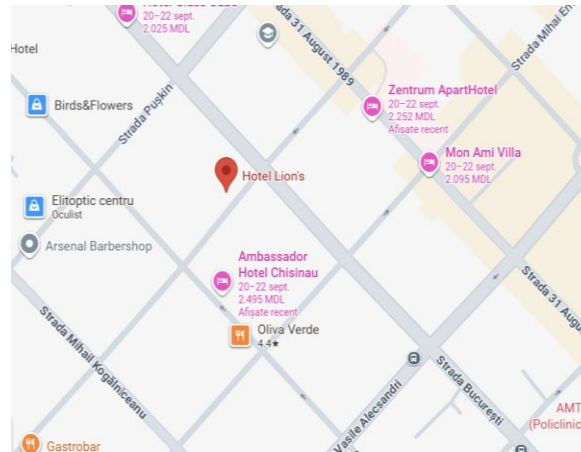 20–22 sept.
2.025 MDL
Hotel
Birds&Flowers
Strada Pușkin
Strada 31 August 1989
Strada Mihai En
Zentrum ApartHotel
20–22 sept.
2.252 MDL
Afișate recent
Mon Ami Villa
20–22 sept.
2.095 MDL
Hotel Lion's
Elitoptic centru
Oculist
Arsenal Barbershop
Ambassador
Hotel Chisinau
20–22 sept.
2.495 MDL
Afișate recent
Oliva Verde
4.4★
Strada 31 Augu
Strada Mihail Kogălniceanu
Vasile Alecsandri
Strada București
AMT
(Policlinic
Gastrobar